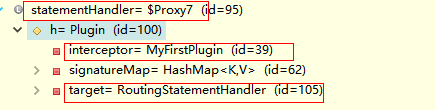 statementHandler= $Proxy7 (id=95)
h= Plugin (id=100)
interceptor= MyFirstPlugin (id=39)
signatureMap= HashMap<K,V> (id=62)
target= RoutingStatementHandler (id=105)